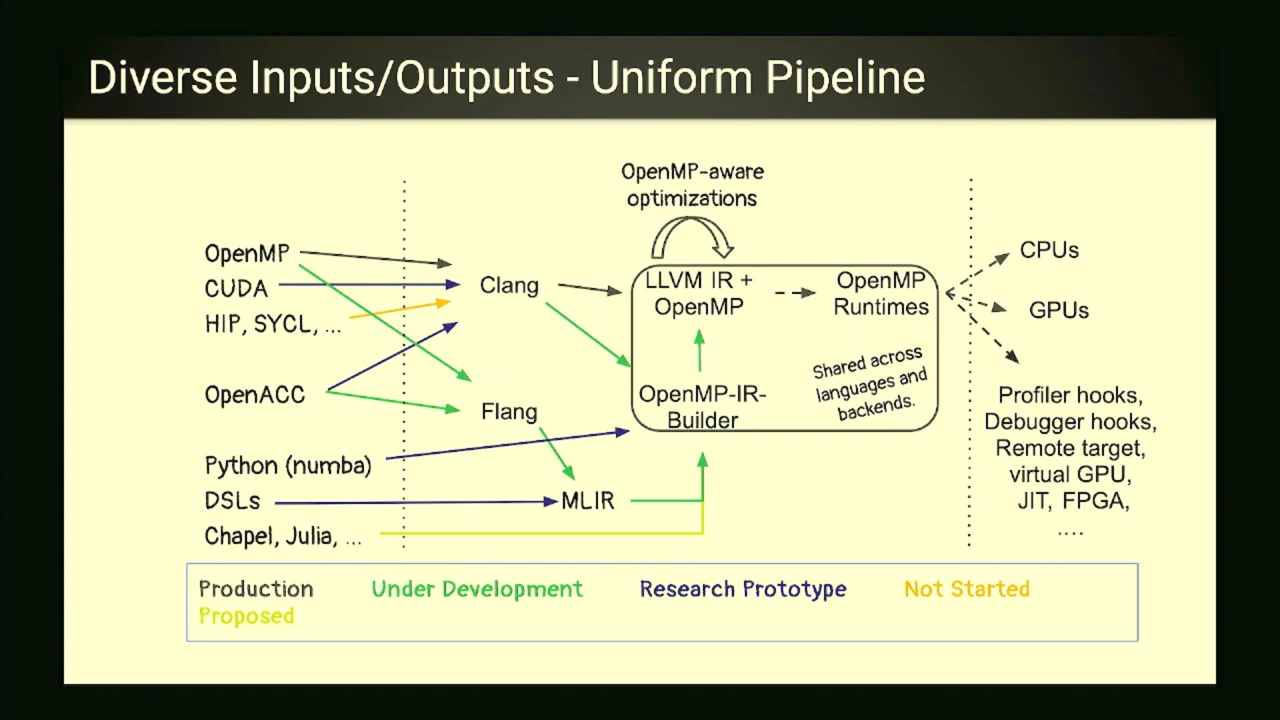 Diverse Inputs/Outputs - Uniform Pipeline
OpenMP-aware
optimizations
OpenMP
CUDA
HIP, SYCL, ...
OpenACC
Python (numba)
DSLs
Chapel, Julia, ...
Clang
Flang
MLIR
LLVM IR +
OpenMP
OpenMP
Runtimes
OpenMP-IR-
Builder
Shared across
languages and
backends.
CPUs
GPUs
Profiler hooks,
Debugger hooks,
Remote target,
virtual GPU,
JIT, FPGA,
....
Production Under Development Research Prototype Not Started
Proposed